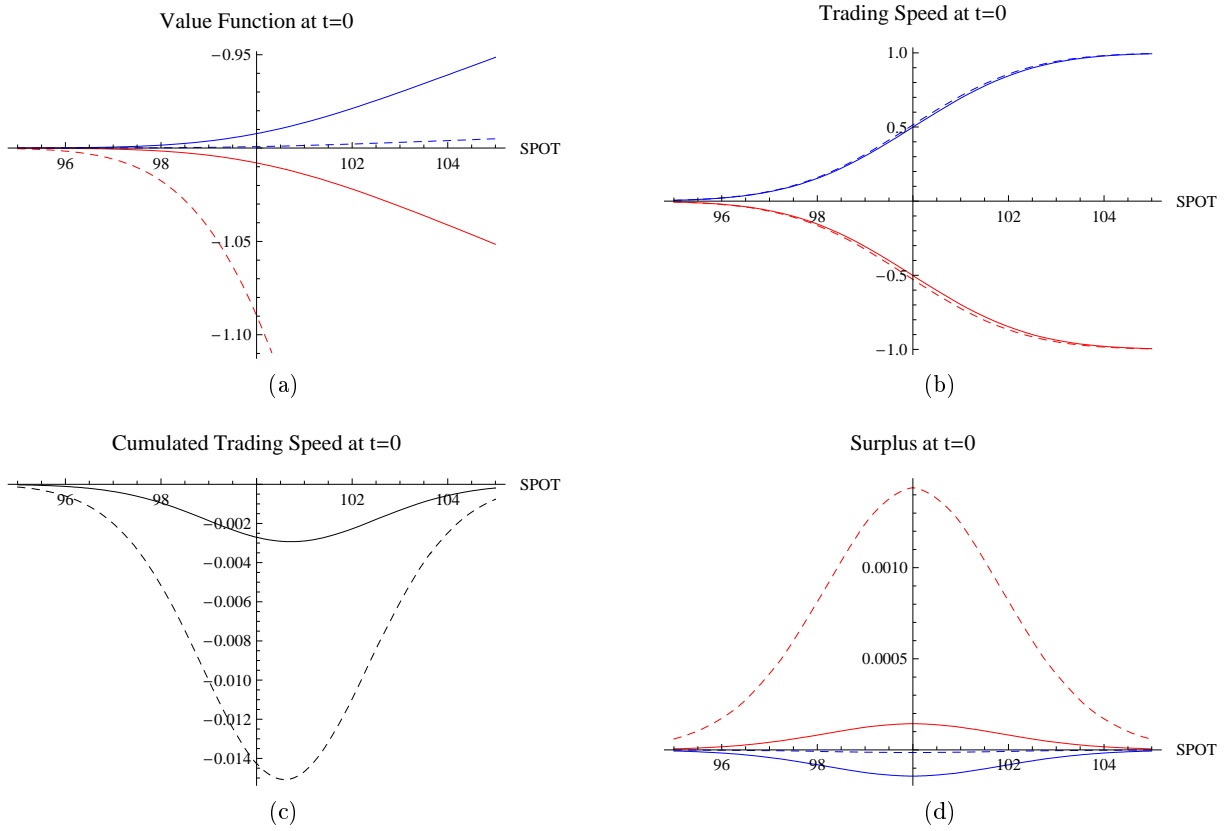 Value Function at t=0
−0.95
96
98
102
104
SPOT
−1.05
−1.10
(a)
Trading Speed at t=0
1.0
0.5
96
98
102
104
SPOT
−0.5
−1.0
(b)
Cumulated Trading Speed at t=0
96
98
102
104
SPOT
−0.002
−0.004
−0.006
−0.008
−0.010
−0.012
−0.014
(c)
Surplus at t=0
0.0010
0.0005
96
98
102
104
SPOT
(d)